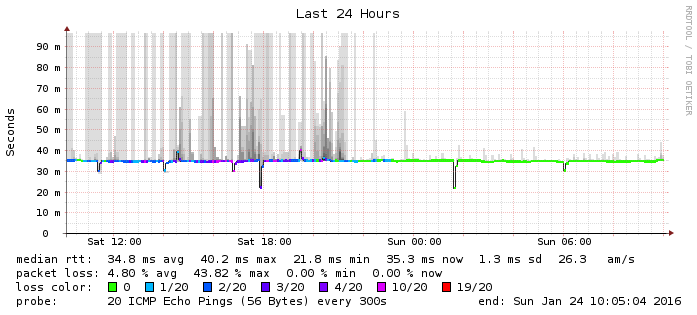 Last 24 Hours
RRDTOOL / TOBI OETIKER
Seconds
90 m
80 m
70 m
60 m
50 m
40 m
30 m
20 m
10 m
0
Sat 12:00 Sat 18:00 Sun 00:00 Sun 06:00
median rtt: 34.8 ms avg 40.2 ms max 21.8 ms min 35.3 ms now 1.3 ms sd 26.3 am/s
packet loss: 4.80 % avg 43.82 % max 0.00 % min 0.00 % now
loss color: 0 1/20 2/20 3/20 4/20 10/20 19/20
probe: 20 ICMP Echo Pings (56 Bytes) every 300s end: Sun Jan 24 10:05:04 2016